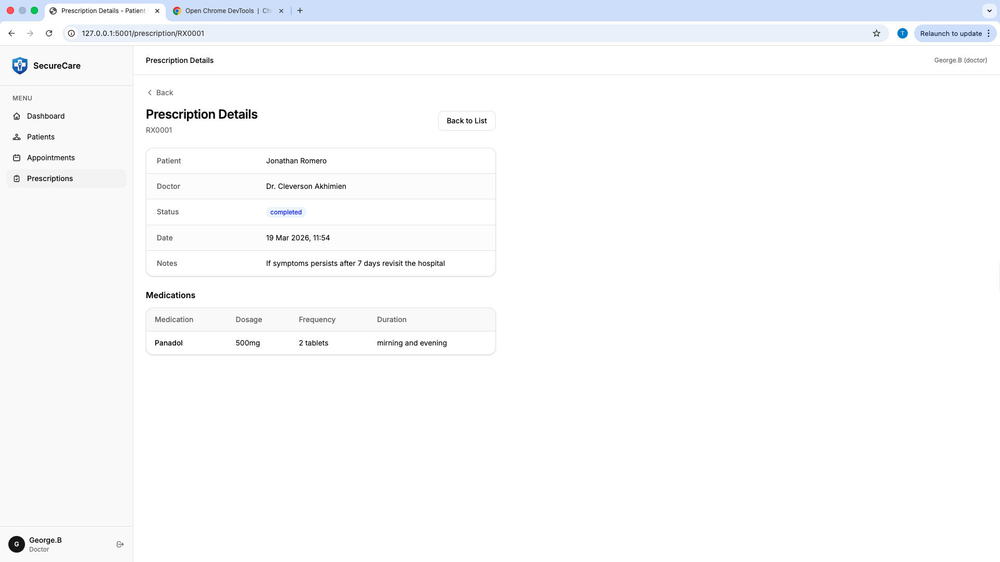 Prescription Details - Patient
Open Chrome DevTools | Ch
127.0.0.1:5001/prescription/RX0001
T
Relaunch to update
SecureCare
Prescription Details
George.B (doctor)
MENU
Dashboard
Patients
Appointments
Prescriptions
Back
Prescription Details
RX0001
Back to List
Patient Jonathan Romero
Doctor Dr. Cleverson Akhimien
Status completed
Date 19 Mar 2026, 11:54
Notes If symptoms persists after 7 days revisit the hospital
Medications
Medication Dosage Frequency Duration
Panadol 500mg 2 tablets mirning and evening
G
George.B
Doctor